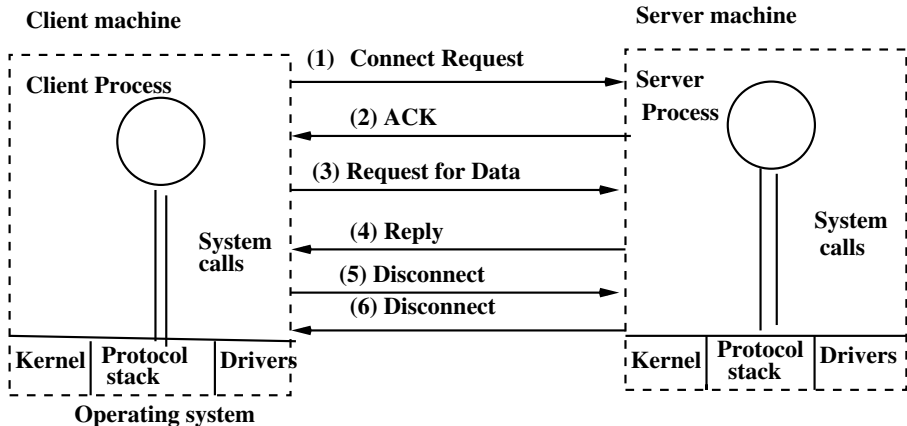 Client machine
Server machine
Client Process
(1) Connect Request
Server
Process
(2) ACK
(3) Request for Data
System
calls
(4) Reply
System
calls
(5) Disconnect
(6) Disconnect
Kernel
Protocol
stack
Drivers
Kernel
Protocol
stack
Drivers
Operating system